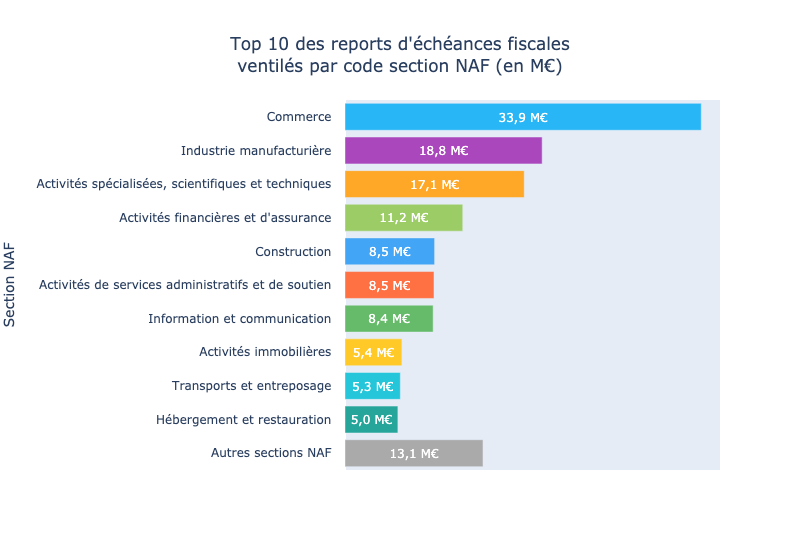 Top 10 des reports d'échéances fiscales
ventilés par code section NAF (en M€)
Section NAF
Commerce 33,9 M€
Industrie manufacturière 18,8 M€
Activités spécialisées, scientifiques et techniques 17,1 M€
Activités financières et d'assurance 11,2 M€
Construction 8,5 M€
Activités de services administratifs et de soutien 8,5 M€
Information et communication 8,4 M€
Activités immobilières 5,4 M€
Transports et entreposage 5,3 M€
Hébergement et restauration 5,0 M€
Autres sections NAF 13,1 M€